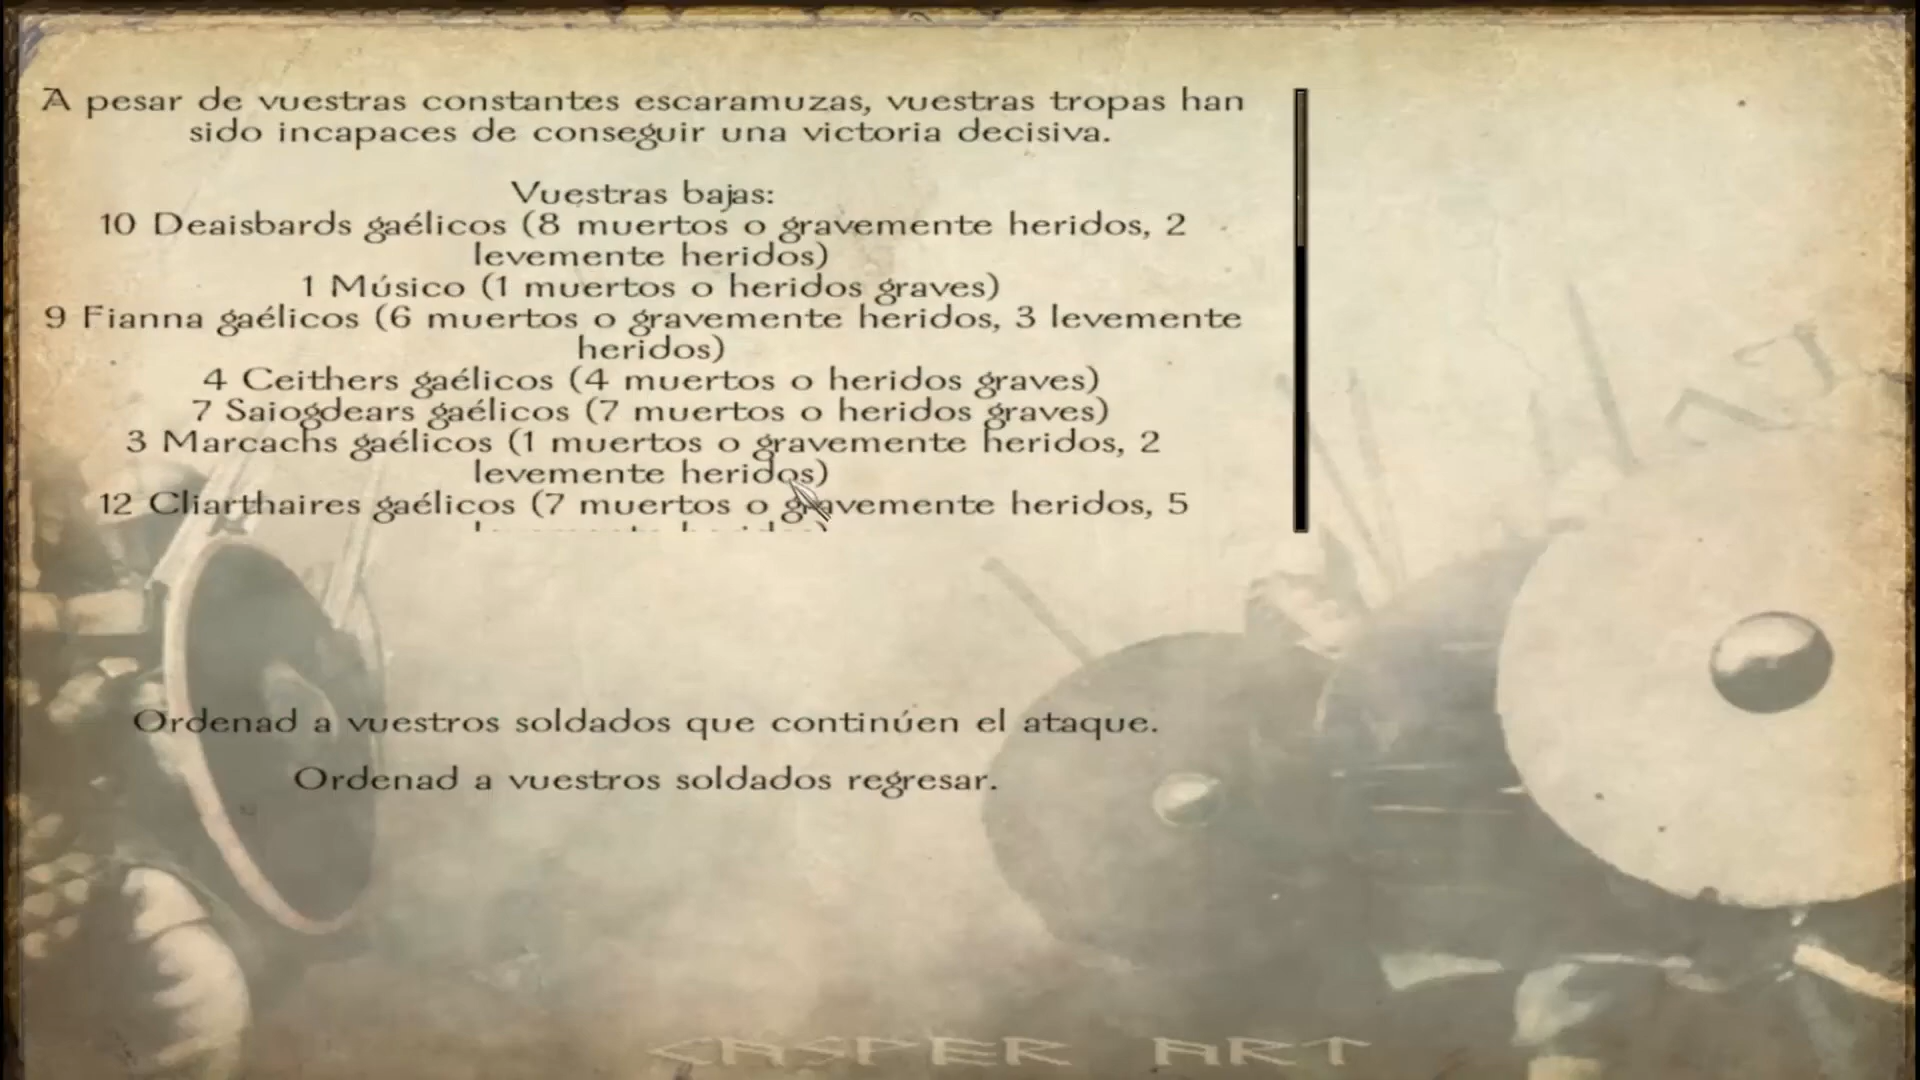 A pesar de vuestras constantes escaramuzas, vuestras tropas han
sido incapaces de conseguir una victoria decisiva.
Vuestras bajas:
10 Deaisbards gaélicos (8 muertos o gravemente heridos, 2
levemente heridos)
1 Músico (1 muertos o heridos graves)
9 Fianna gaélicos (6 muertos o gravemente heridos, 3 levemente
heridos)
4 Ceithers gaélicos (4 muertos o heridos graves)
7 Saiogdears gaélicos (7 muertos o heridos graves)
3 Marcachs gaélicos (1 muertos o gravemente heridos, 2
levemente heridos)
12 Cliarthaires gaélicos (7 muertos o gravemente heridos, 5
Ordenad a vuestros soldados que continúen el ataque.
Ordenad a vuestros soldados regresar.
CASPER ART